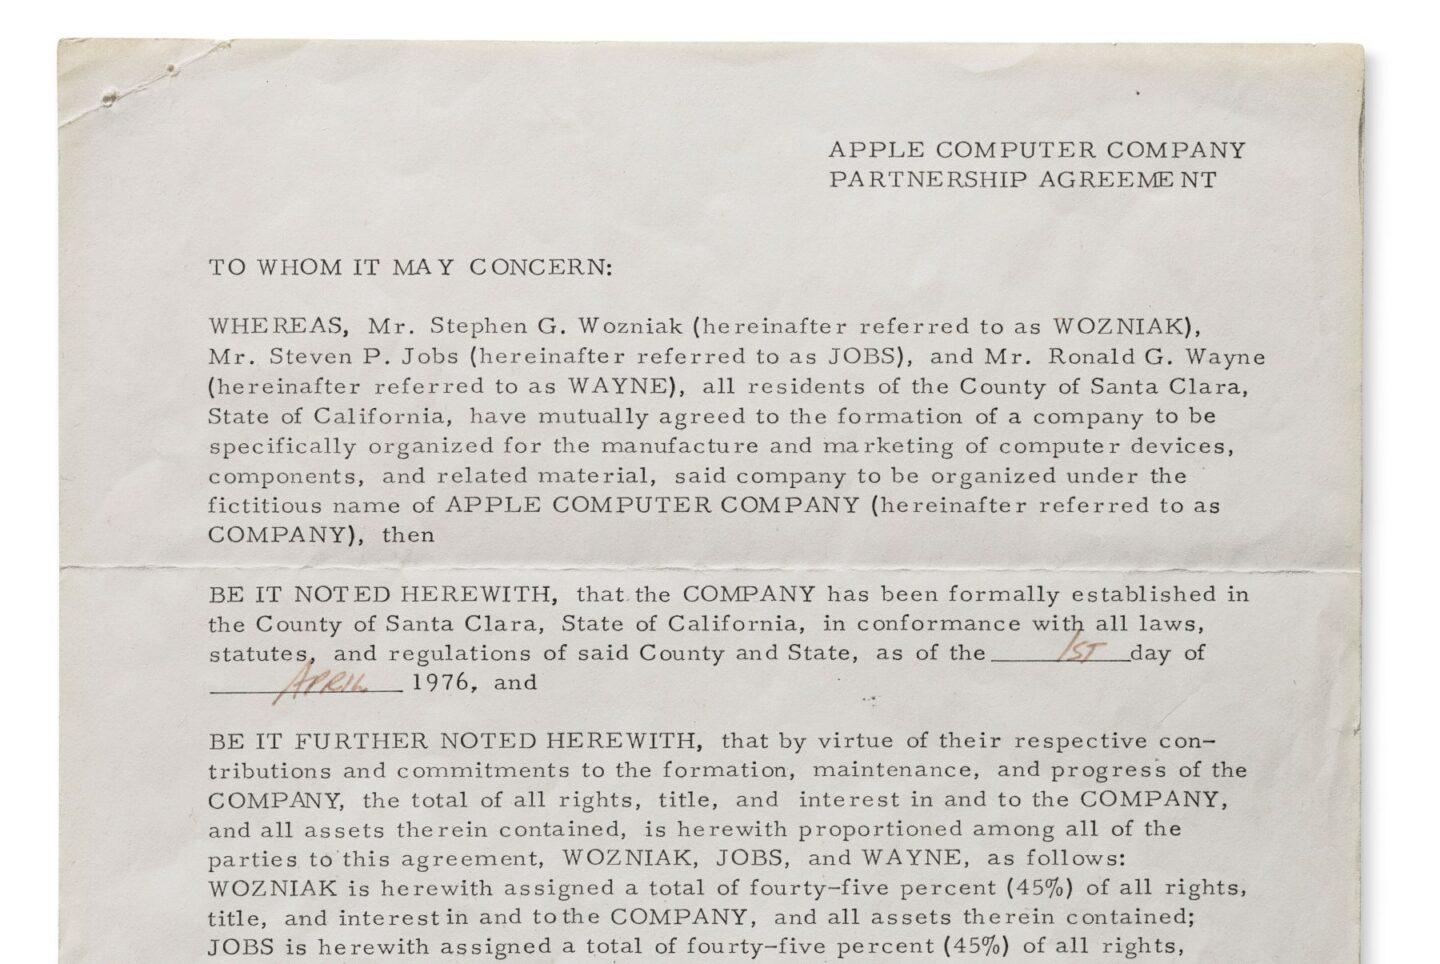 APPLE COMPUTER COMPANY
PARTNERSHIP AGREEMENT
TO WHOM IT MAY CONCERN:
WHEREAS, Mr. Stephen G. Wozniak (hereinafter referred to as WOZNIAK),
Mr. Steven P. Jobs (hereinafter referred to as JOBS), and Mr. Ronald G. Wayne
(hereinafter referred to as WAYNE), all residents of the County of Santa Clara,
State of California, have mutually agreed to the formation of a company to be
specifically organized for the manufacture and marketing of computer devices,
components, and related material, said company to be organized under the
fictitious name of APPLE COMPUTER COMPANY (hereinafter referred to as
COMPANY), then
BE IT NOTED HEREWITH, that the COMPANY has been formally established in
the County of Santa Clara, State of California, in conformance with all laws,
statutes, and regulations of said County and State, as of the 1ST day of
APRIL 1976, and
BE IT FURTHER NOTED HEREWITH, that by virtue of their respective con-
tributions and commitments to the formation, maintenance, and progress of the
COMPANY, the total of all rights, title, and interest in and to the COMPANY,
and all assets therein contained, is herewith proportioned among all of the
parties to this agreement, WOZNIAK, JOBS, and WAYNE, as follows:
WOZNIAK is herewith assigned a total of fourty-five percent (45%) of all rights,
title, and interest in and to the COMPANY, and all assets therein contained;
JOBS is herewith assigned a total of fourty-five percent (45%) of all rights,